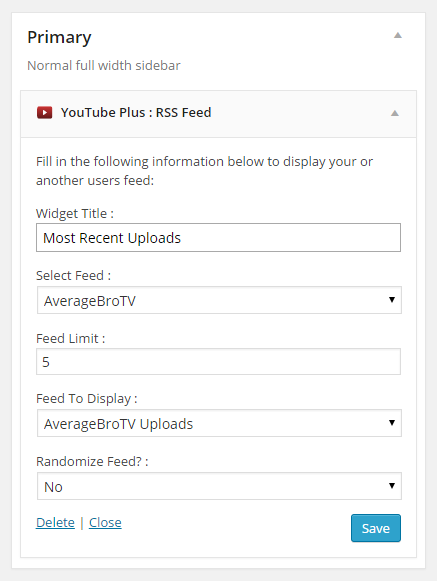 Primary
Normal full width sidebar
YouTube Plus : RSS Feed
Fill in the following information below to display your or
another users feed:
Widget Title :
Most Recent Uploads
Select Feed :
AverageBroTV
Feed Limit :
5
Feed To Display :
AverageBroTV Uploads
Randomize Feed? :
No
Delete | Close
Save